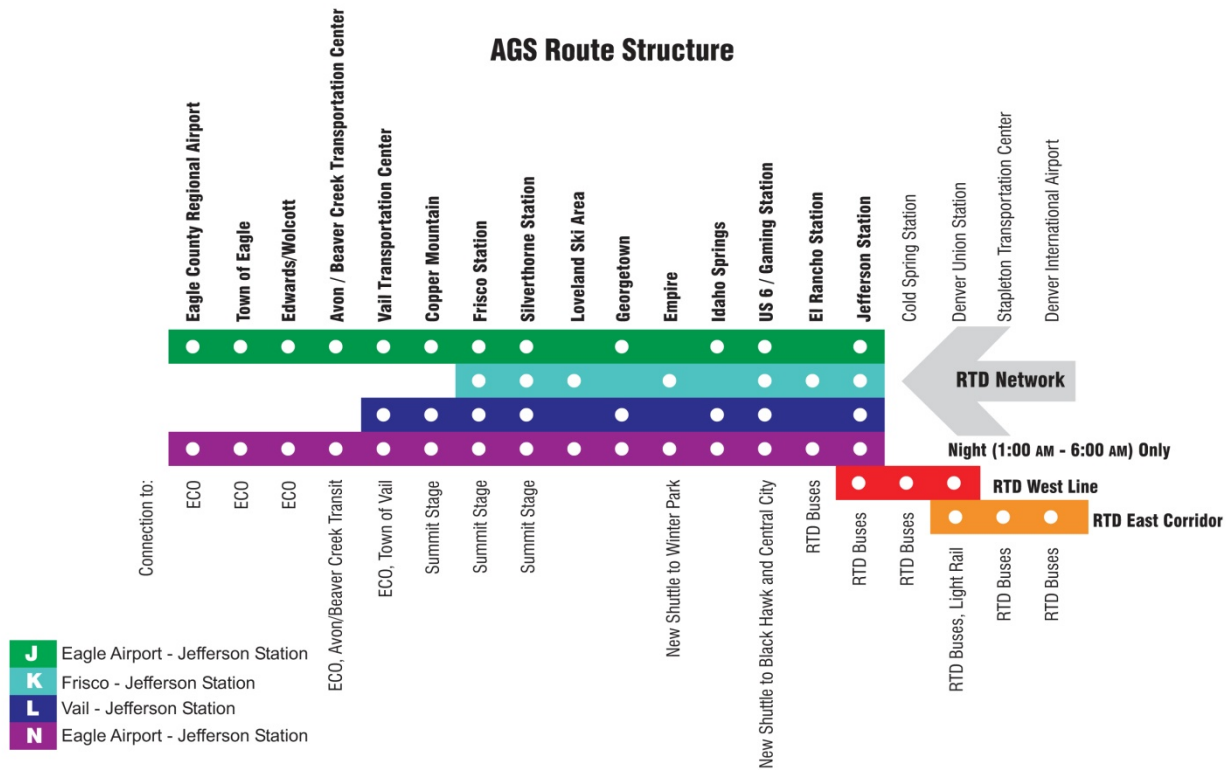 AGS Route Structure
Eagle County Regional Airport
Town of Eagle
Edwards/Wolcott
Avon / Beaver Creek Transportation Center
Vail Transportation Center
Copper Mountain
Frisco Station
Silverthorne Station
Loveland Ski Area
Georgetown
Empire
Idaho Springs
US 6 / Gaming Station
El Rancho Station
Jefferson Station
Cold Spring Station
Denver Union Station
Stapleton Transportation Center
Denver International Airport
RTD Network
Night (1:00 AM - 6:00 AM) Only
RTD West Line
RTD East Corridor
Connection to:
ECO
ECO
ECO
ECO, Avon/Beaver Creek Transit
ECO, Town of Vail
Summit Stage
Summit Stage
Summit Stage
New Shuttle to Winter Park
New Shuttle to Black Hawk and Central City
RTD Buses
RTD Buses
RTD Buses
RTD Buses, Light Rail
RTD Buses
RTD Buses
J Eagle Airport - Jefferson Station
K Frisco - Jefferson Station
L Vail - Jefferson Station
N Eagle Airport - Jefferson Station